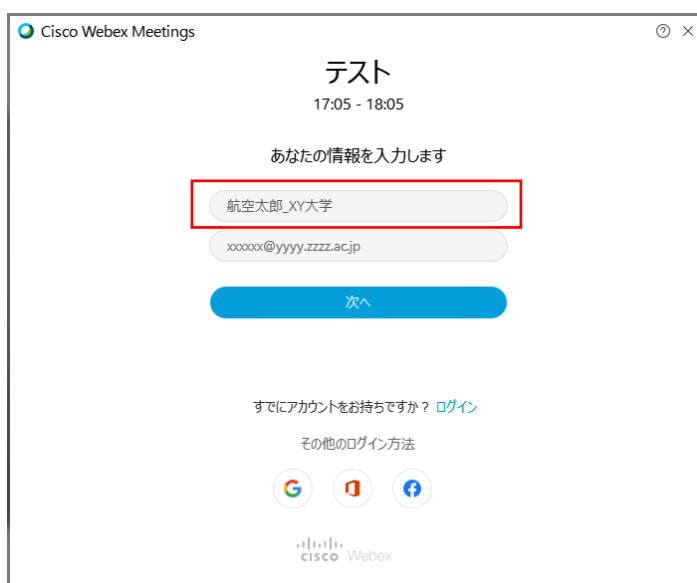 Cisco Webex Meetings
テスト
17:05 - 18:05
あなたの情報を入力します
航空太郎_XY大学
xxxxxx@yyyy.zzzz.ac.jp
次へ
すでにアカウントをお持ちですか？ ログイン
その他のログイン方法
CISCO Webex